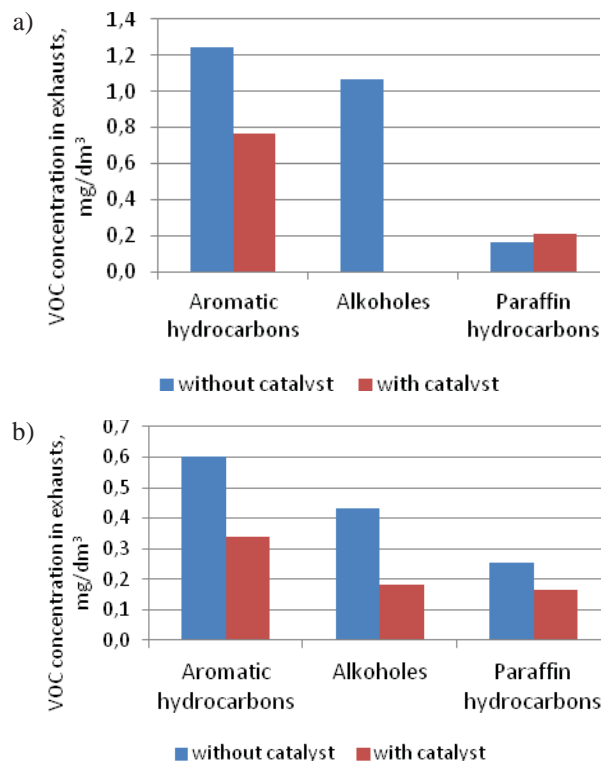 a)
VOC concentration in exhausts,
mg/dm³
1,4
1,2
1,0
0,8
0,6
0,4
0,2
0,0
Aromatic
hydrocarbons
Alkoholes
Paraffin
hydrocarbons
without catalyst
with catalyst
b)
VOC concentration in exhausts,
mg/dm³
0,7
0,6
0,5
0,4
0,3
0,2
0,1
0,0
Aromatic
hydrocarbons
Alkoholes
Paraffin
hydrocarbons
without catalyst
with catalyst